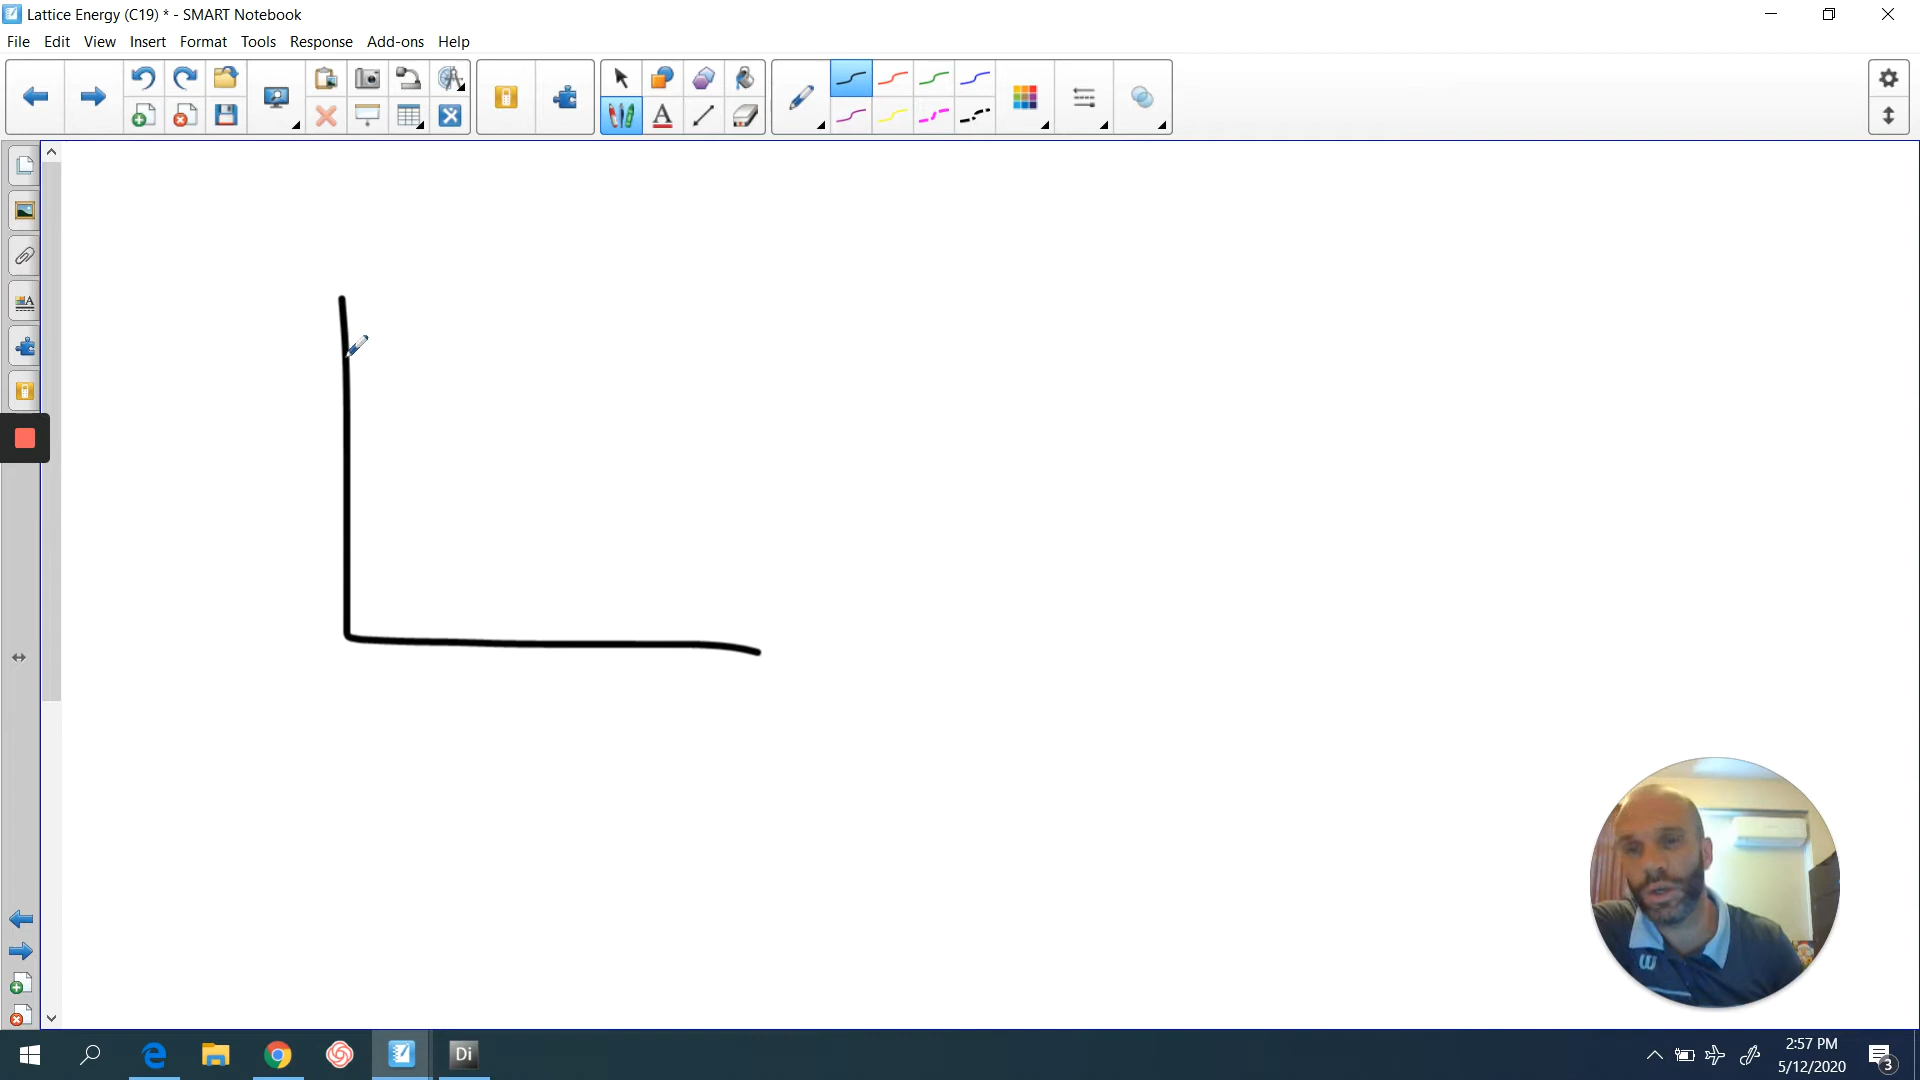 Lattice Energy (C19) * - SMART Notebook
File Edit View Insert Format Tools Response Add-ons Help
A
A
W
Di
2:57 PM
5/12/2020
3